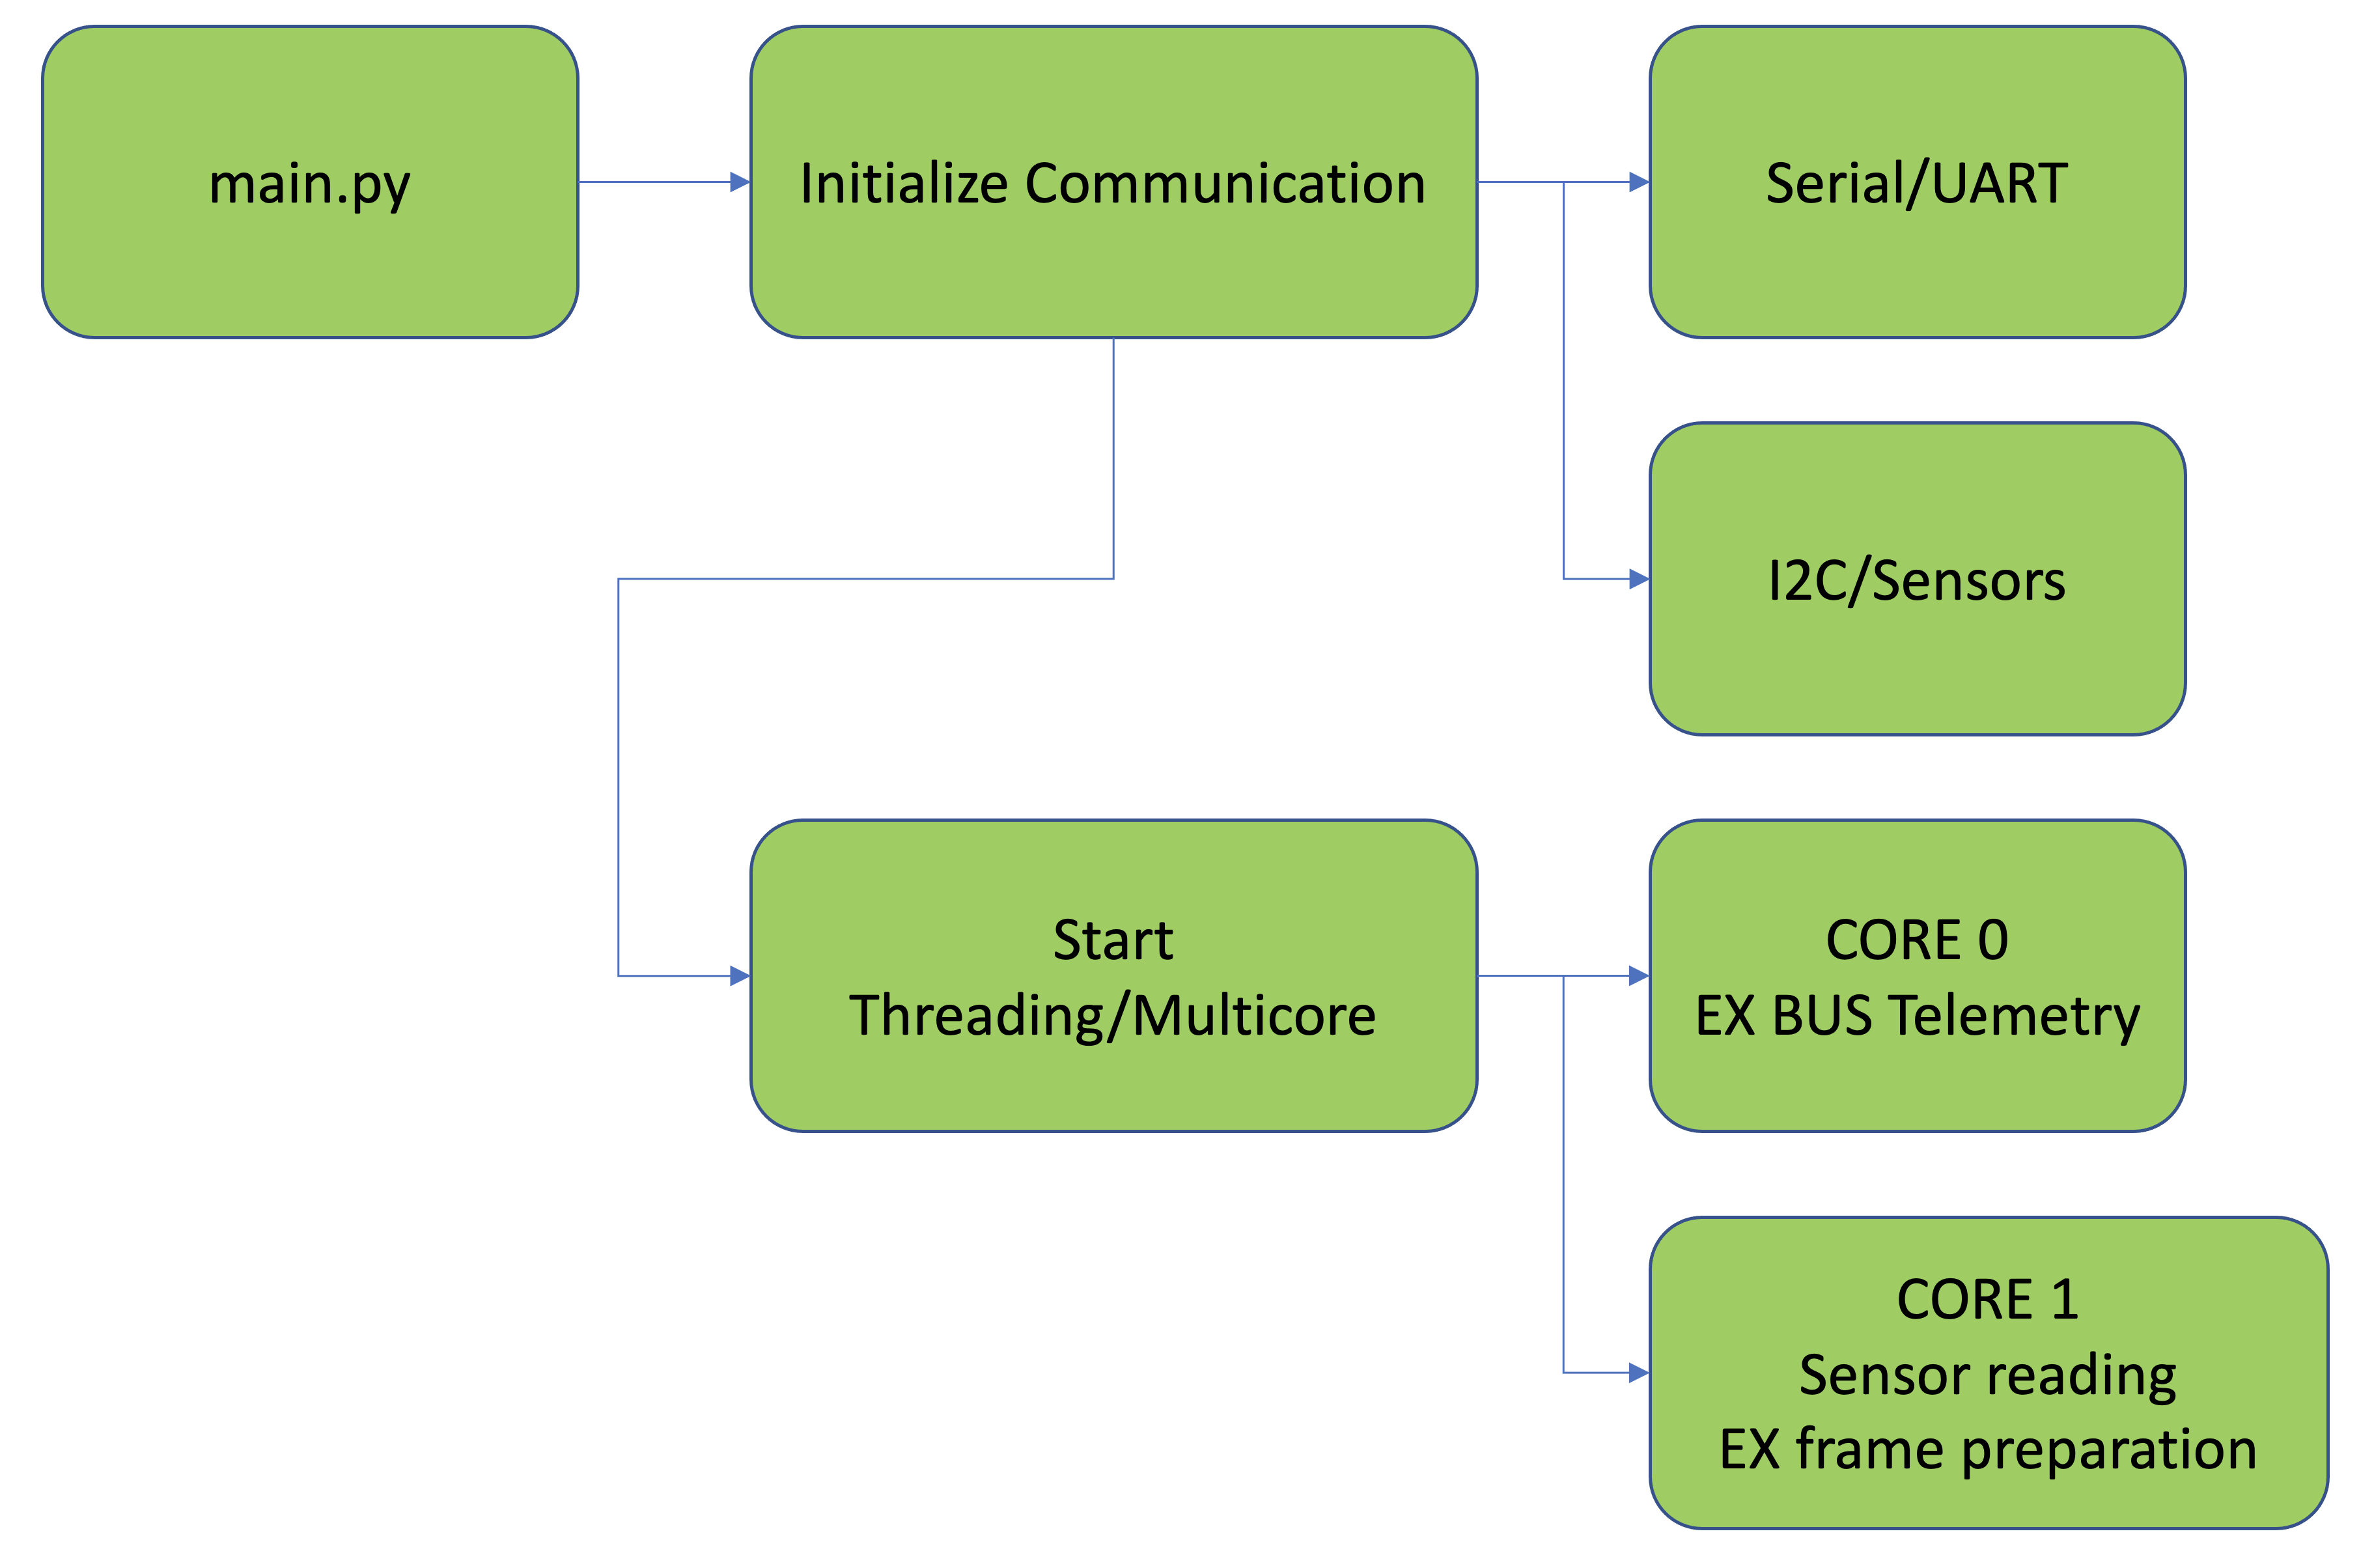 main.py
Initialize Communication
Serial/UART
I2C/Sensors
Start
Threading/Multicore
CORE 0
EX BUS Telemetry
CORE 1
Sensor reading
EX frame preparation